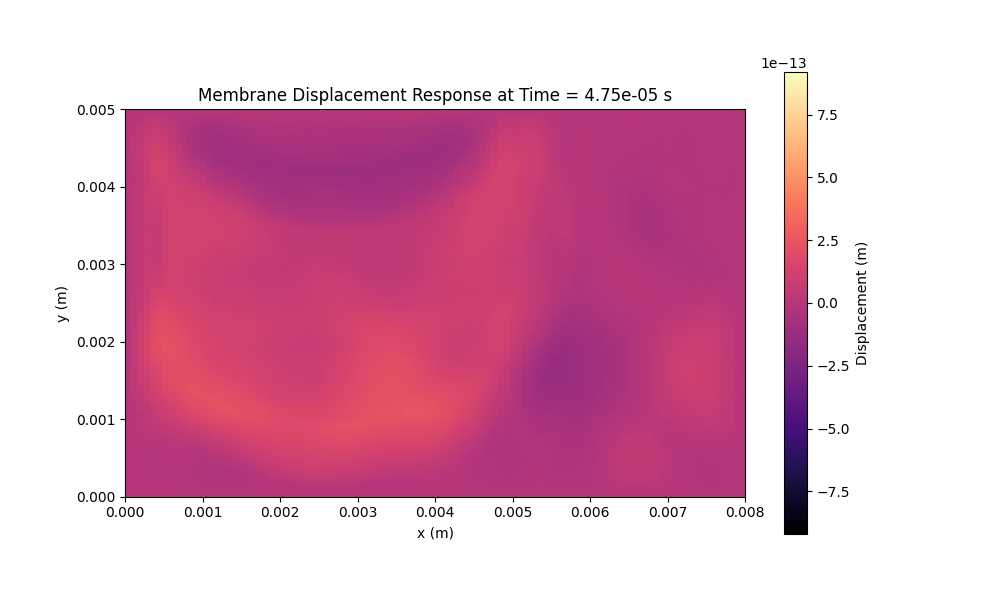 1e−13
Membrane Displacement Response at Time = 4.75e-05 s
0.005
0.004
0.003
0.002
0.001
0.000
y (m)
0.000 0.001 0.002 0.003 0.004 0.005 0.006 0.007 0.008
x (m)
7.5
5.0
2.5
0.0
−2.5
−5.0
−7.5
Displacement (m)